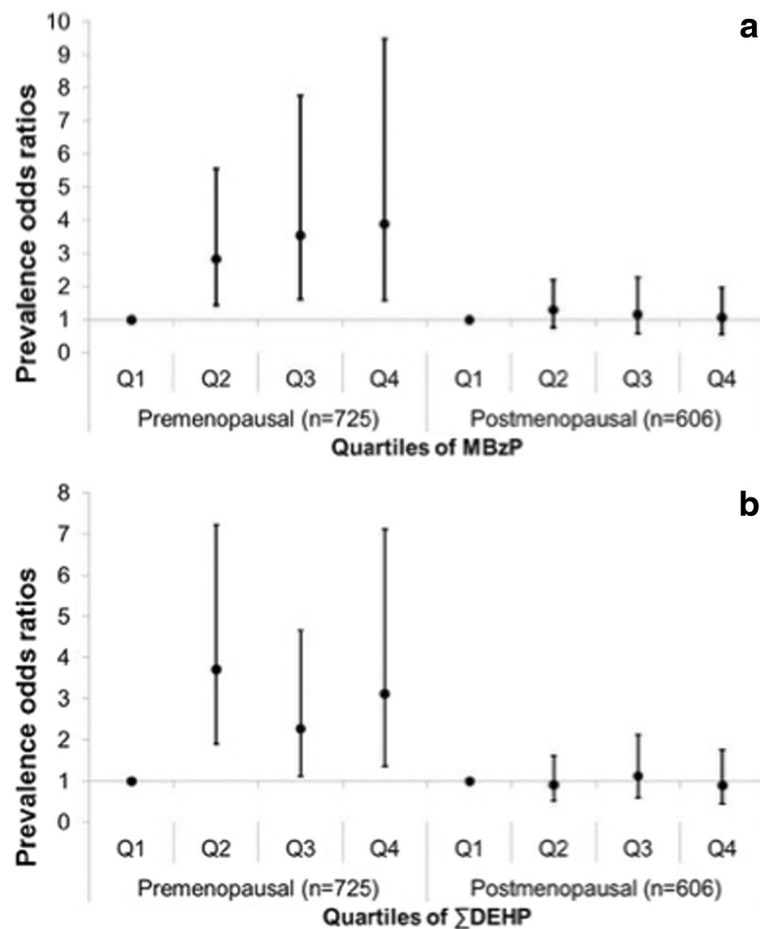 a
Prevalence odds ratios
10
9
8
7
6
5
4
3
2
1
0
Q1 Q2 Q3 Q4 Q1 Q2 Q3 Q4
Premenopausal (n=725) Postmenopausal (n=606)
Quartiles of MBzP
b
Prevalence odds ratios
8
7
6
5
4
3
2
1
0
Q1 Q2 Q3 Q4 Q1 Q2 Q3 Q4
Premenopausal (n=725) Postmenopausal (n=606)
Quartiles of ∑DEHP